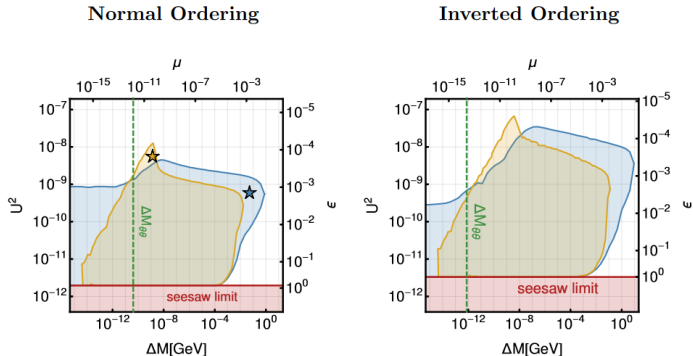 Normal Ordering
Inverted Ordering
μ
10⁻¹⁵ 10⁻¹¹ 10⁻⁷ 10⁻²
10⁻⁷
10⁻⁸
10⁻⁹
10⁻¹⁰
10⁻¹¹
10⁻¹²
U²
10⁻⁵
10⁻⁴
10⁻³
10⁻²
10⁻¹
10⁰
ϵ
ΔM_θθ
seesaw limit
10⁻¹² 10⁻⁸ 10⁻⁴ 10⁰
ΔM[GeV]
μ
10⁻¹⁵ 10⁻¹¹ 10⁻⁷ 10⁻³
10⁻⁷
10⁻⁸
10⁻⁹
10⁻¹⁰
10⁻¹¹
10⁻¹²
U²
10⁻⁵
10⁻⁴
10⁻³
10⁻²
10⁻¹
10⁰
ϵ
ΔM_θθ
seesaw limit
10⁻¹² 10⁻⁸ 10⁻⁴ 10⁰
ΔM[GeV]